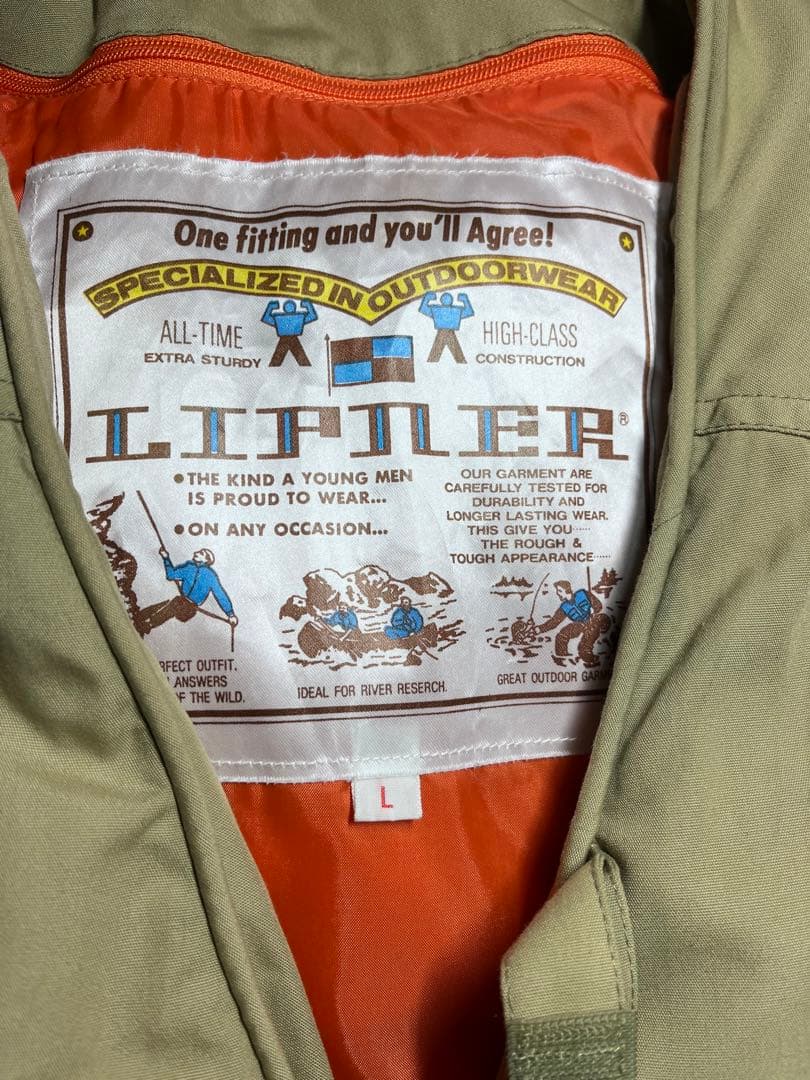 One fitting and you'll Agree!
SPECIALIZED IN OUTDOORWEAR
ALL-TIME
EXTRA STURDY
HIGH-CLASS
CONSTRUCTION
LIPNER®
•THE KIND A YOUNG MEN
IS PROUD TO WEAR...
•ON ANY OCCASION...
OUR GARMENT ARE
CAREFULLY TESTED FOR
DURABILITY AND
LONGER LASTING WEAR.
THIS GIVE YOU......
THE ROUGH &
TOUGH APPEARANCE......
OUTFIT.
ANSWERS
OF THE WILD.
IDEAL FOR RIVER RESERCH.
GREAT OUTDOOR
L